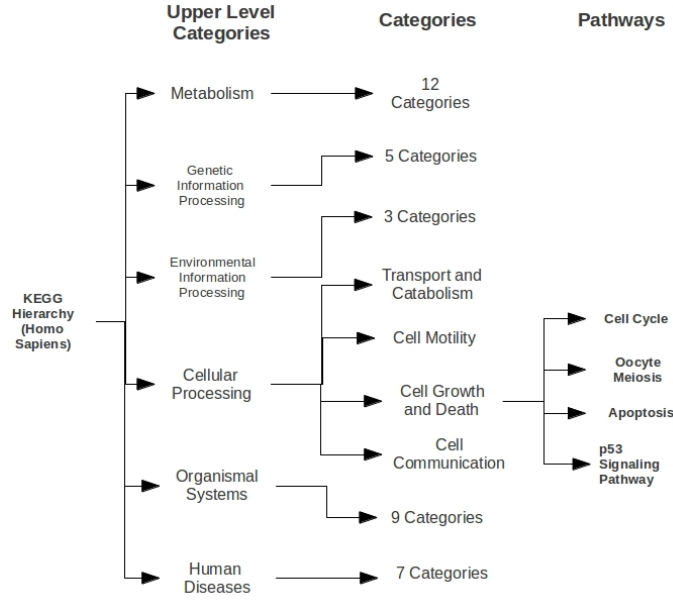 Upper Level
Categories
Categories
Pathways
Metabolism
12
Categories
Genetic
Information
Processing
5 Categories
Environmental
Information
Processing
3 Categories
KEGG
Hierarchy
(Homo
Sapiens)
Transport and
Catabolism
Cell Motility
Cellular
Processing
Cell Growth
and Death
Cell
Communication
Cell Cycle
Oocyte
Meiosis
Apoptosis
p53
Signaling
Pathway
Organismal
Systems
9 Categories
Human
Diseases
7 Categories